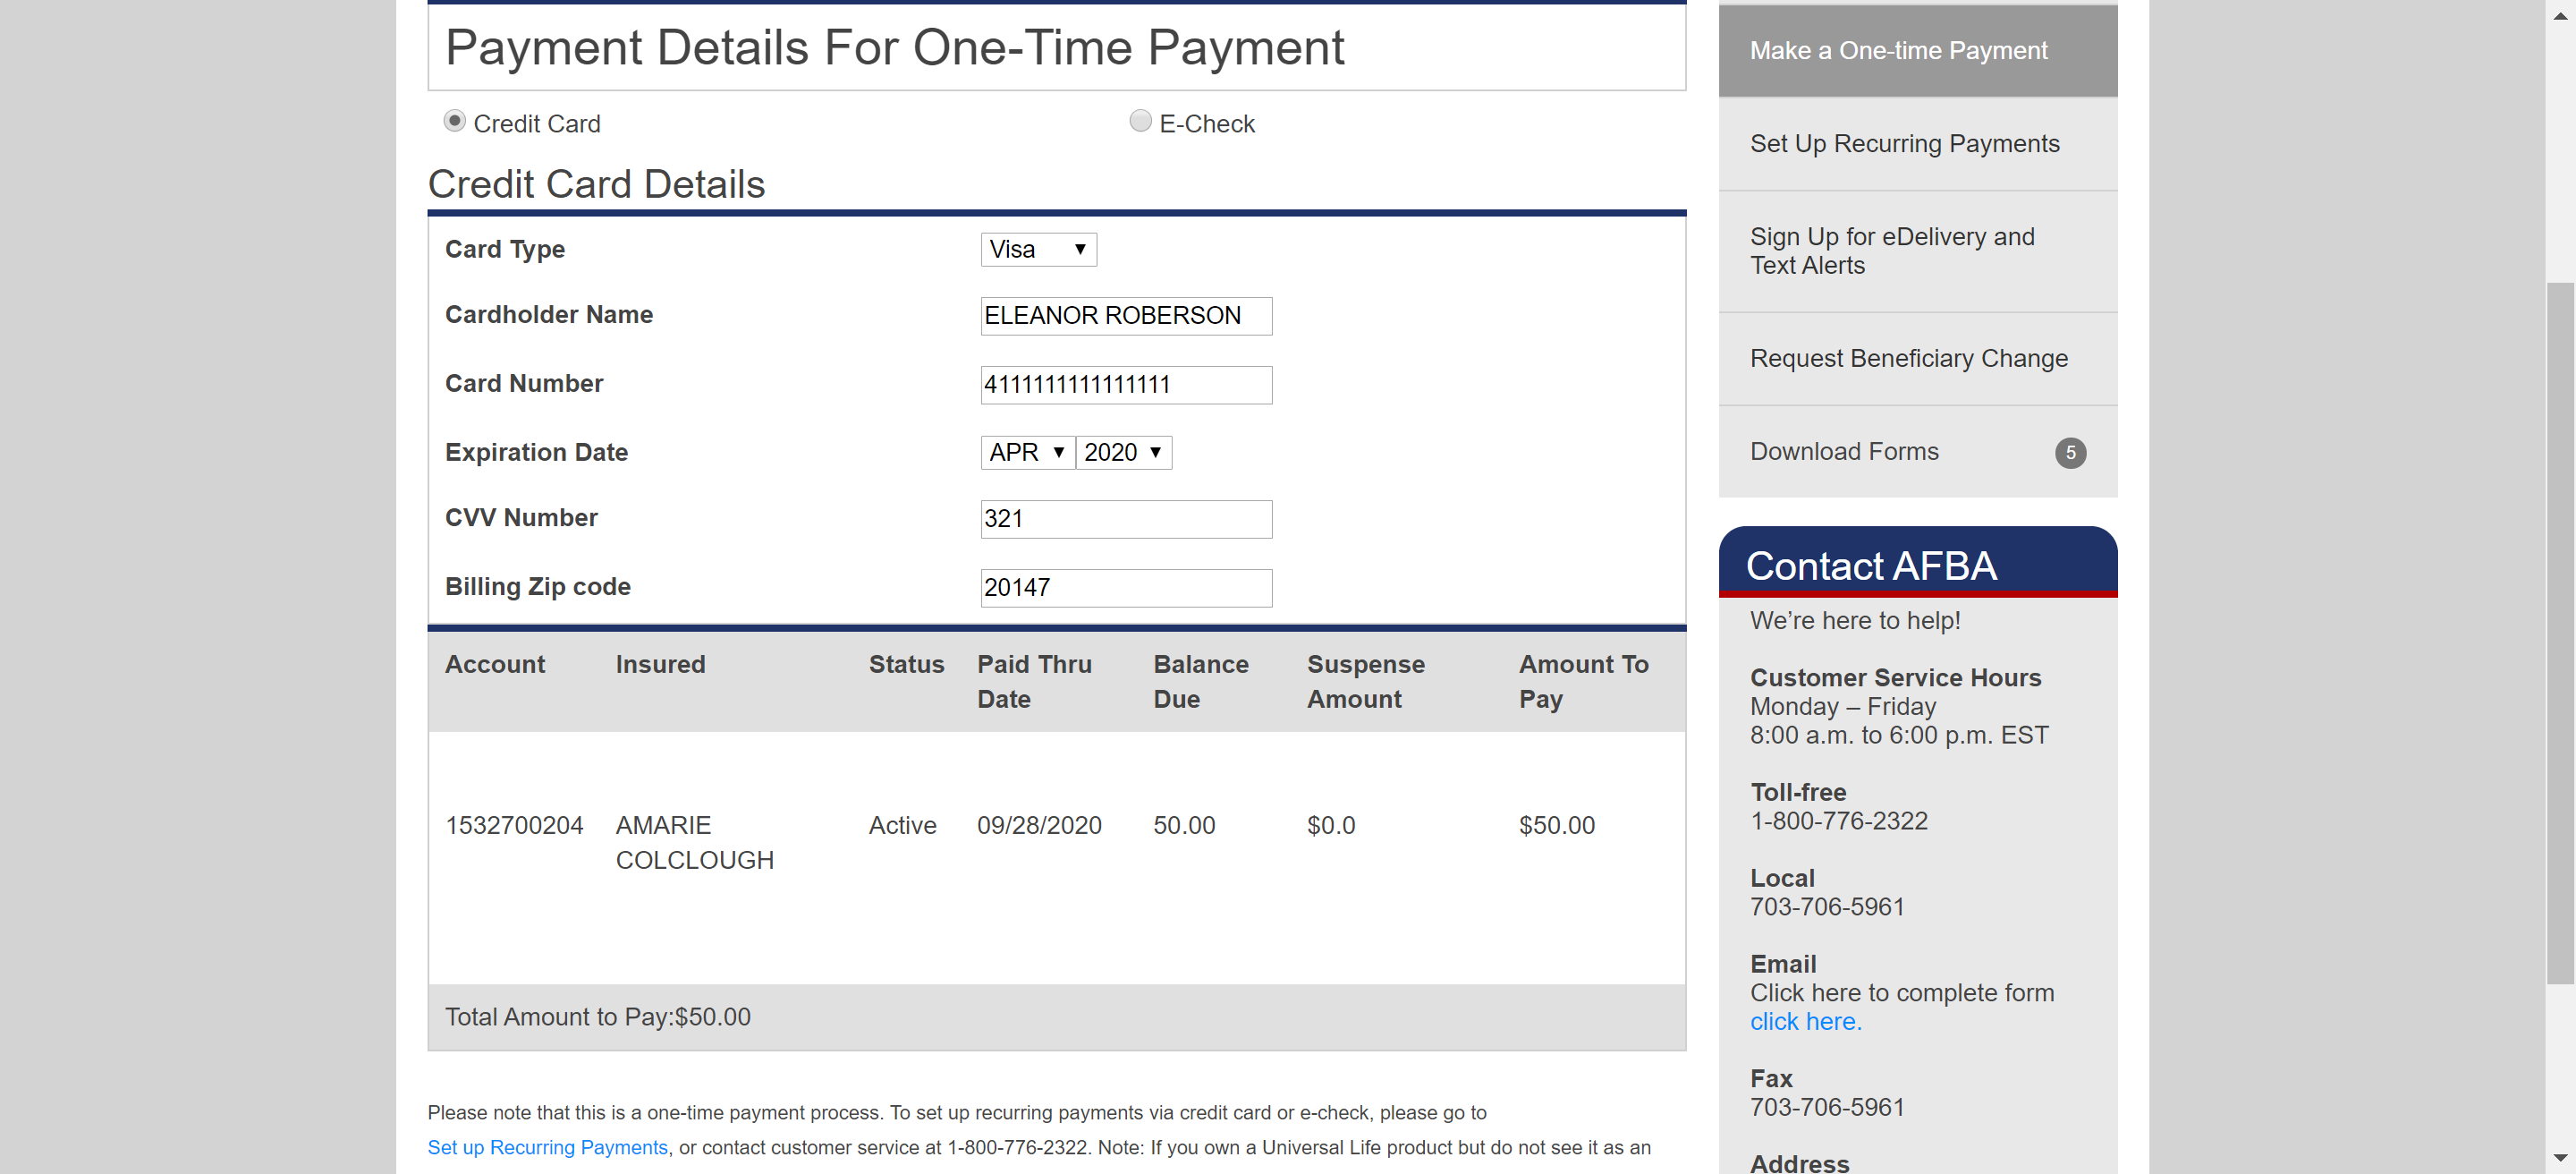 Payment Details For One-Time Payment
Credit Card
E-Check
Credit Card Details
Card Type
Visa
Cardholder Name
ELEANOR ROBERSON
Card Number
4111111111111111
Expiration Date
APR 2020
CVV Number
321
Billing Zip code
20147
Account Insured Status Paid Thru Date Balance Due Suspense Amount Amount To Pay
1532700204 AMARIE COLCLOUGH Active 09/28/2020 50.00 $0.0 $50.00
Total Amount to Pay:$50.00
Please note that this is a one-time payment process. To set up recurring payments via credit card or e-check, please go to
Set up Recurring Payments, or contact customer service at 1-800-776-2322. Note: If you own a Universal Life product but do not see it as an
Make a One-time Payment
Set Up Recurring Payments
Sign Up for eDelivery and
Text Alerts
Request Beneficiary Change
Download Forms 5
Contact AFBA
We’re here to help!
Customer Service Hours
Monday – Friday
8:00 a.m. to 6:00 p.m. EST
Toll-free
1-800-776-2322
Local
703-706-5961
Email
Click here to complete form
click here.
Fax
703-706-5961
Address